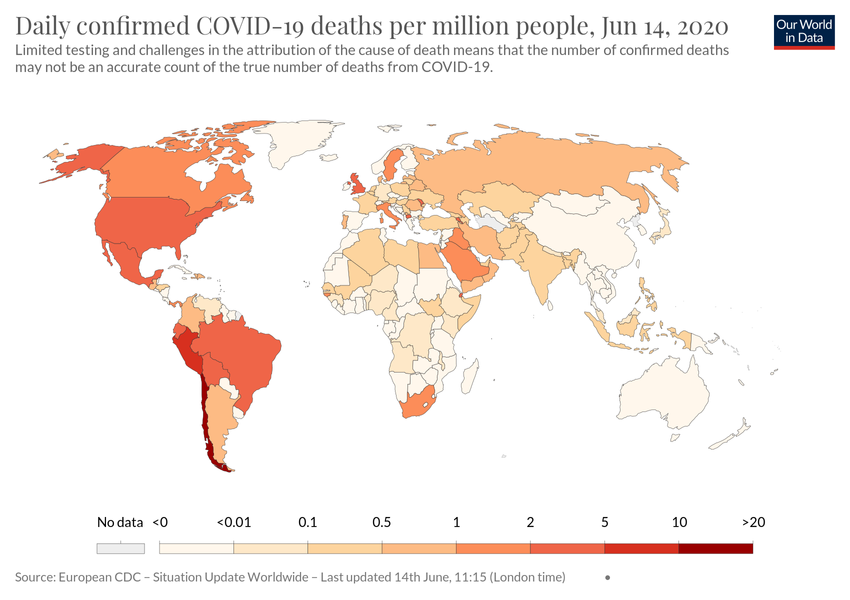 Daily confirmed COVID-19 deaths per million people, Jun 14, 2020
Our World
in Data
Limited testing and challenges in the attribution of the cause of death means that the number of confirmed deaths
may not be an accurate count of the true number of deaths from COVID-19.
No data <0 <0.01 0.1 0.5 1 2 5 10 >20
Source: European CDC – Situation Update Worldwide – Last updated 14th June, 11:15 (London time) •